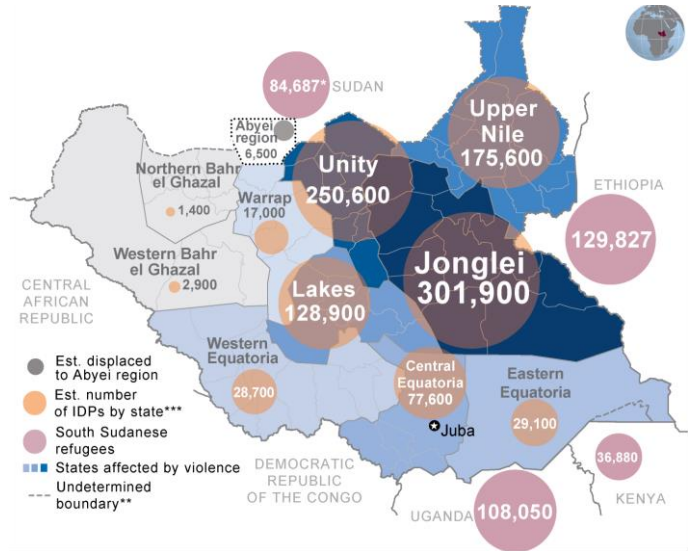 84,687* SUDAN
Abyei
region
6,500
Upper
Nile
175,600
Northern Bahr
el Ghazal
1,400
Unity
250,600
Warrap
17,000
ETHIOPIA
129,827
Western Bahr
el Ghazal
2,900
Jonglei
301,900
CENTRAL
AFRICAN
REPUBLIC
Lakes
128,900
Western
Equatoria
28,700
Central
Equatoria
77,600
Eastern
Equatoria
29,100
Juba
Est. displaced
to Abyei region
Est. number
of IDPs by state***
South Sudanese
refugees
States affected by violence
Undetermined
boundary**
DEMOCRATIC
REPUBLIC
OF THE CONGO
36,880
KENYA
UGANDA 108,050